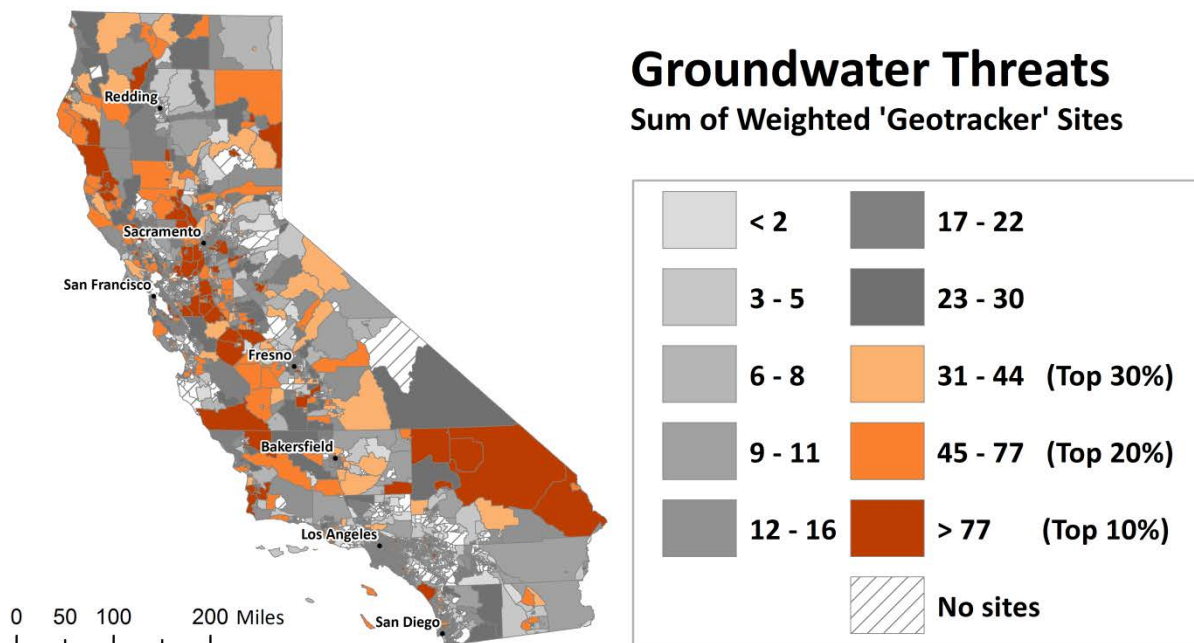 Groundwater Threats
Sum of Weighted 'Geotracker' Sites
Redding
Sacramento
San Francisco
Fresno
Bakersfield
Los Angeles
San Diego
0 50 100 200 Miles
< 2
3 - 5
6 - 8
9 - 11
12 - 16
17 - 22
23 - 30
31 - 44 (Top 30%)
45 - 77 (Top 20%)
> 77 (Top 10%)
No sites